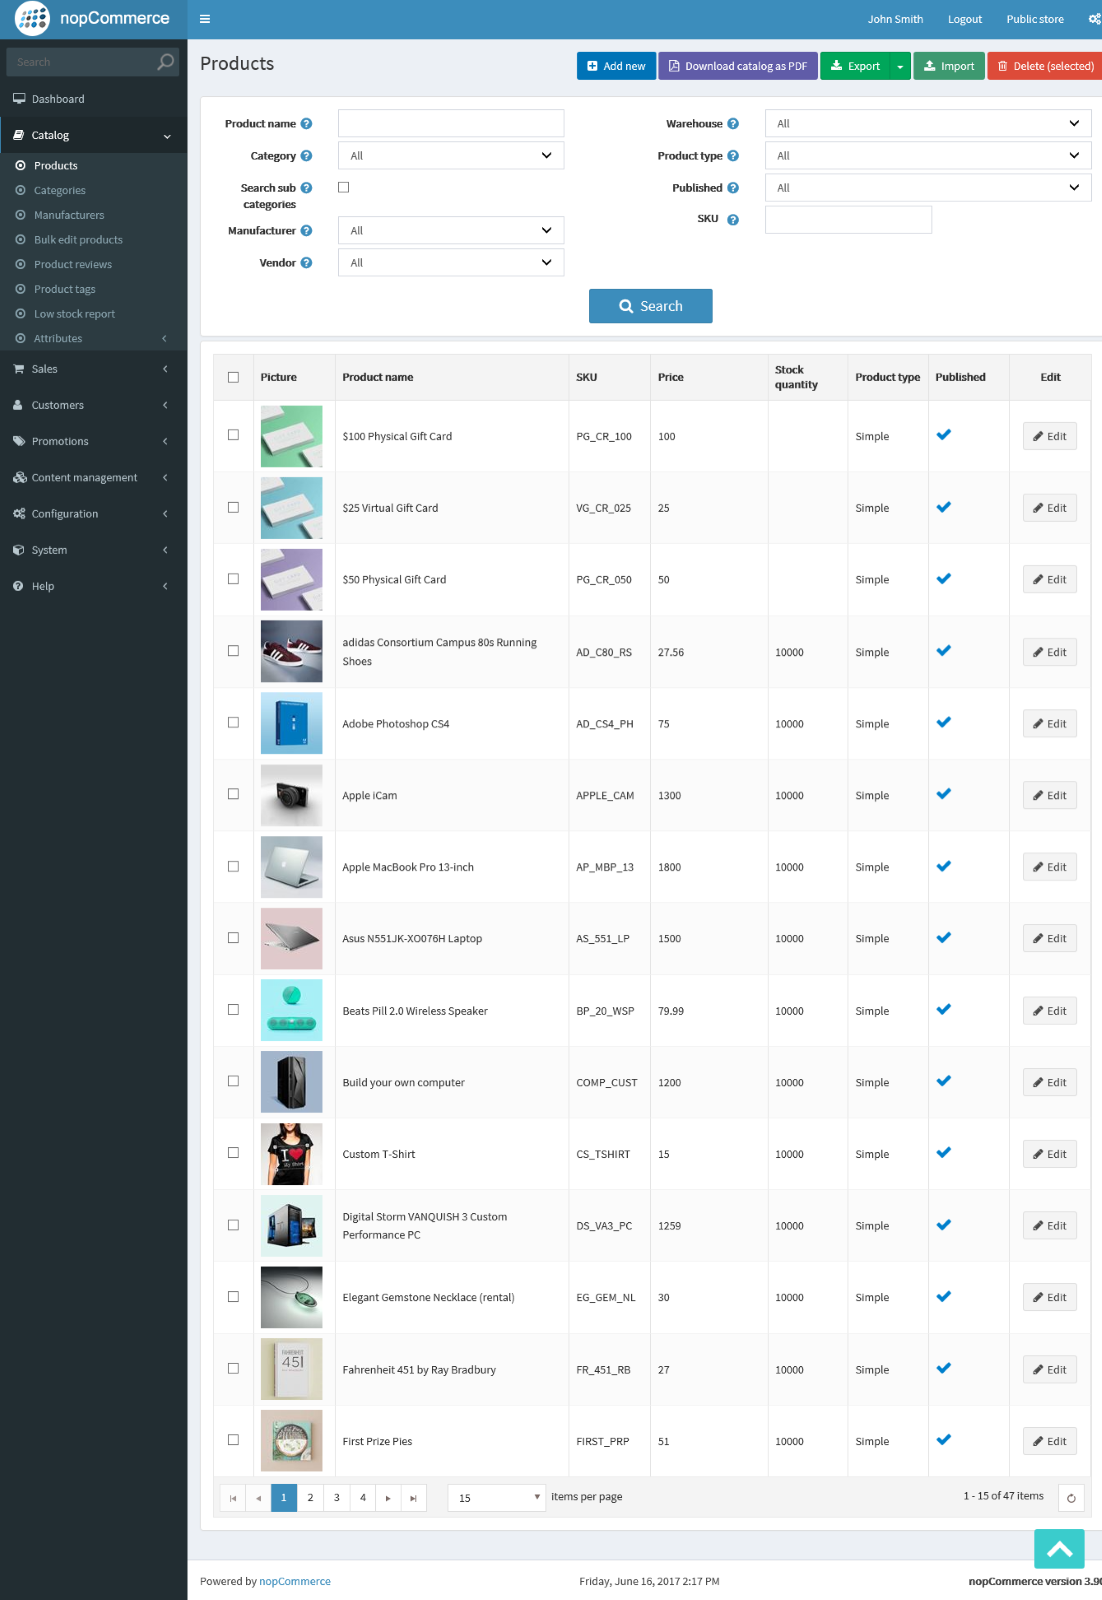 nopCommerce
John Smith Logout Public store
Search
Products
Add new Download catalog as PDF Export Import Delete (selected)
Dashboard
Catalog
Products
Categories
Manufacturers
Bulk edit products
Product reviews
Product tags
Low stock report
Attributes
Sales
Customers
Promotions
Content management
Configuration
System
Help
Product name
Category All
Search sub
categories
Manufacturer All
Vendor All
Warehouse All
Product type All
Published All
SKU
Search
Picture Product name SKU Price Stock quantity Product type Published Edit
$100 Physical Gift Card PG_CR_100 100 Simple Edit
$25 Virtual Gift Card VG_CR_025 25 Simple Edit
$50 Physical Gift Card PG_CR_050 50 Simple Edit
adidas Consortium Campus 80s Running
Shoes AD_C80_RS 27.56 10000 Simple Edit
Adobe Photoshop CS4 AD_CS4_PH 75 10000 Simple Edit
Apple iCam APPLE_CAM 1300 10000 Simple Edit
Apple MacBook Pro 13-inch AP_MBP_13 1800 10000 Simple Edit
Asus N551JK-XO076H Laptop AS_551_LP 1500 10000 Simple Edit
Beats Pill 2.0 Wireless Speaker BP_20_WSP 79.99 10000 Simple Edit
Build your own computer COMP_CUST 1200 10000 Simple Edit
I
My Shirt
Custom T-Shirt CS_TSHIRT 15 10000 Simple Edit
Digital Storm VANQUISH 3 Custom
Performance PC DS_VA3_PC 1259 10000 Simple Edit
Elegant Gemstone Necklace (rental) EG_GEM_NL 30 10000 Simple Edit
FAHRENHEIT
451
Fahrenheit 451 by Ray Bradbury FR_451_RB 27 10000 Simple Edit
First Prize Pies FIRST_PRP 51 10000 Simple Edit
1 2 3 4 15 items per page 1 - 15 of 47 items
Powered by nopCommerce Friday, June 16, 2017 2:17 PM nopCommerce version 3.90